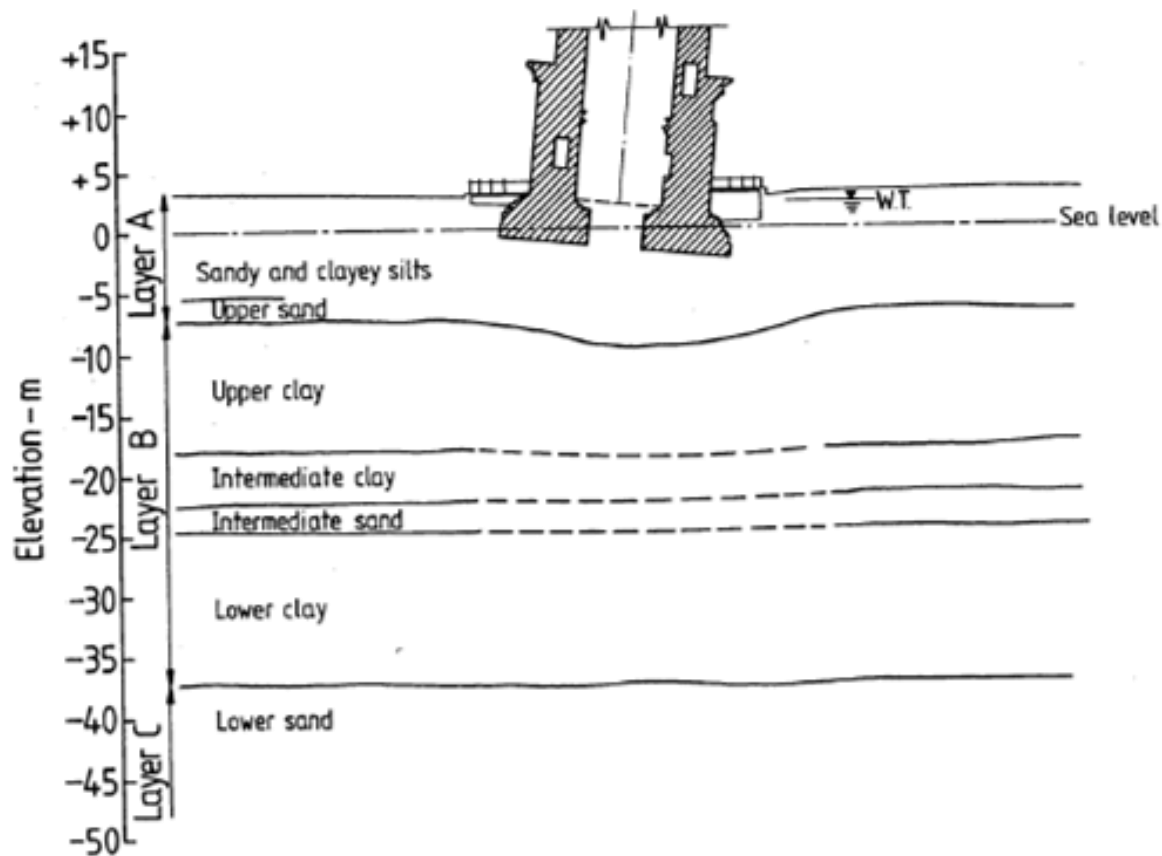 +15
+10
+5
W.T.
Sea level
0
Sandy and clayey silts
-5
Upper sand
-10
Upper clay
-15
Intermediate clay
-20
Intermediate sand
-25
Lower clay
-30
-35
Lower sand
-40
-45
-50
Elevation - m
Layer A
Layer B
Layer C